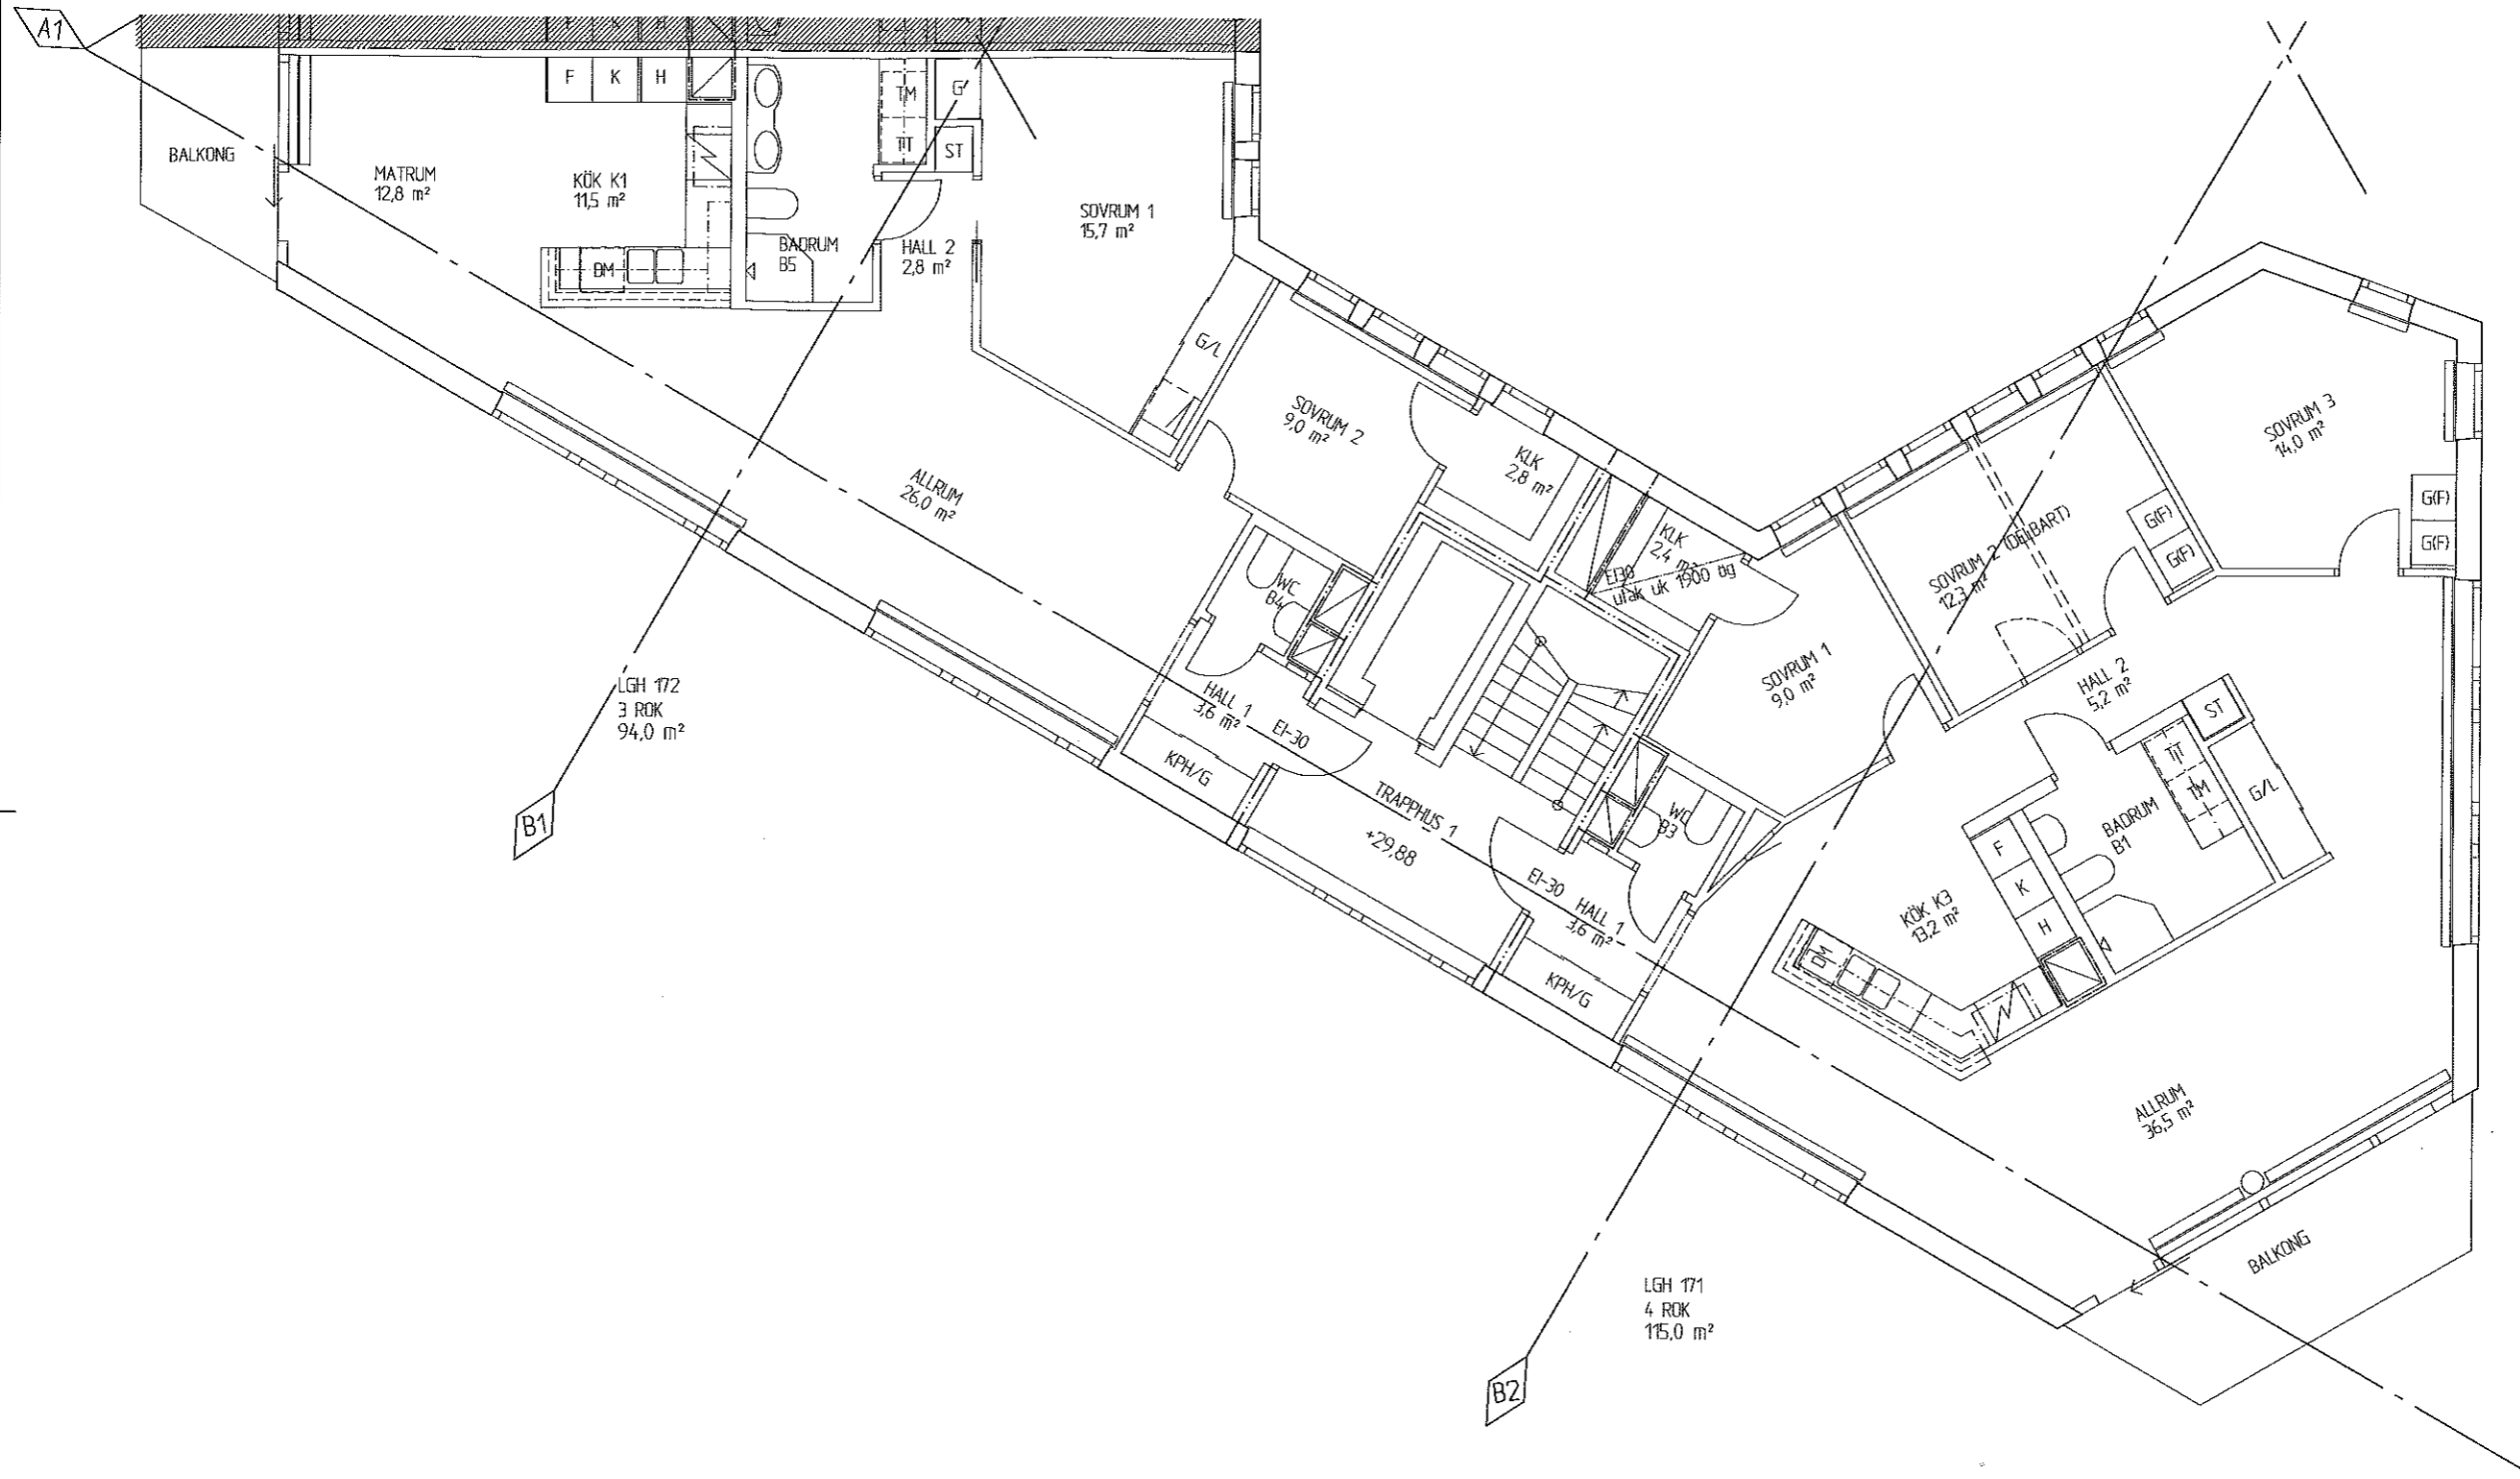 A1
F K H
BALKONG
MATRUM
12,8 m²
KÖK K1
11,5 m²
DM
BADRUM
B5
TM
TT
G
ST
HALL 2
2,8 m²
SOVRUM 1
15,7 m²
G/L
SOVRUM 2
9,0 m²
KLK
2,8 m²
ALLRUM
26,0 m²
WC
B4
HALL 1
3,6 m²
EI-30
KPH/G
LGH 172
3 ROK
94,0 m²
B1
TRAPPHUS 1
+29,88
KLK
2,4 m²
EI30
ufak uk 1900 ög
SOVRUM 1
9,0 m²
SOVRUM 2 (DELBART)
12,3 m²
G(F)
G(F)
SOVRUM 3
14,0 m²
G(F)
G(F)
HALL 2
5,2 m²
ST
TT
TM
G/L
BADRUM
B1
WC
B3
EI-30
HALL 1
3,6 m²
KPH/G
F
K
H
KÖK K3
13,2 m²
DM
ALLRUM
36,5 m²
BALKONG
LGH 171
4 ROK
115,0 m²
B2